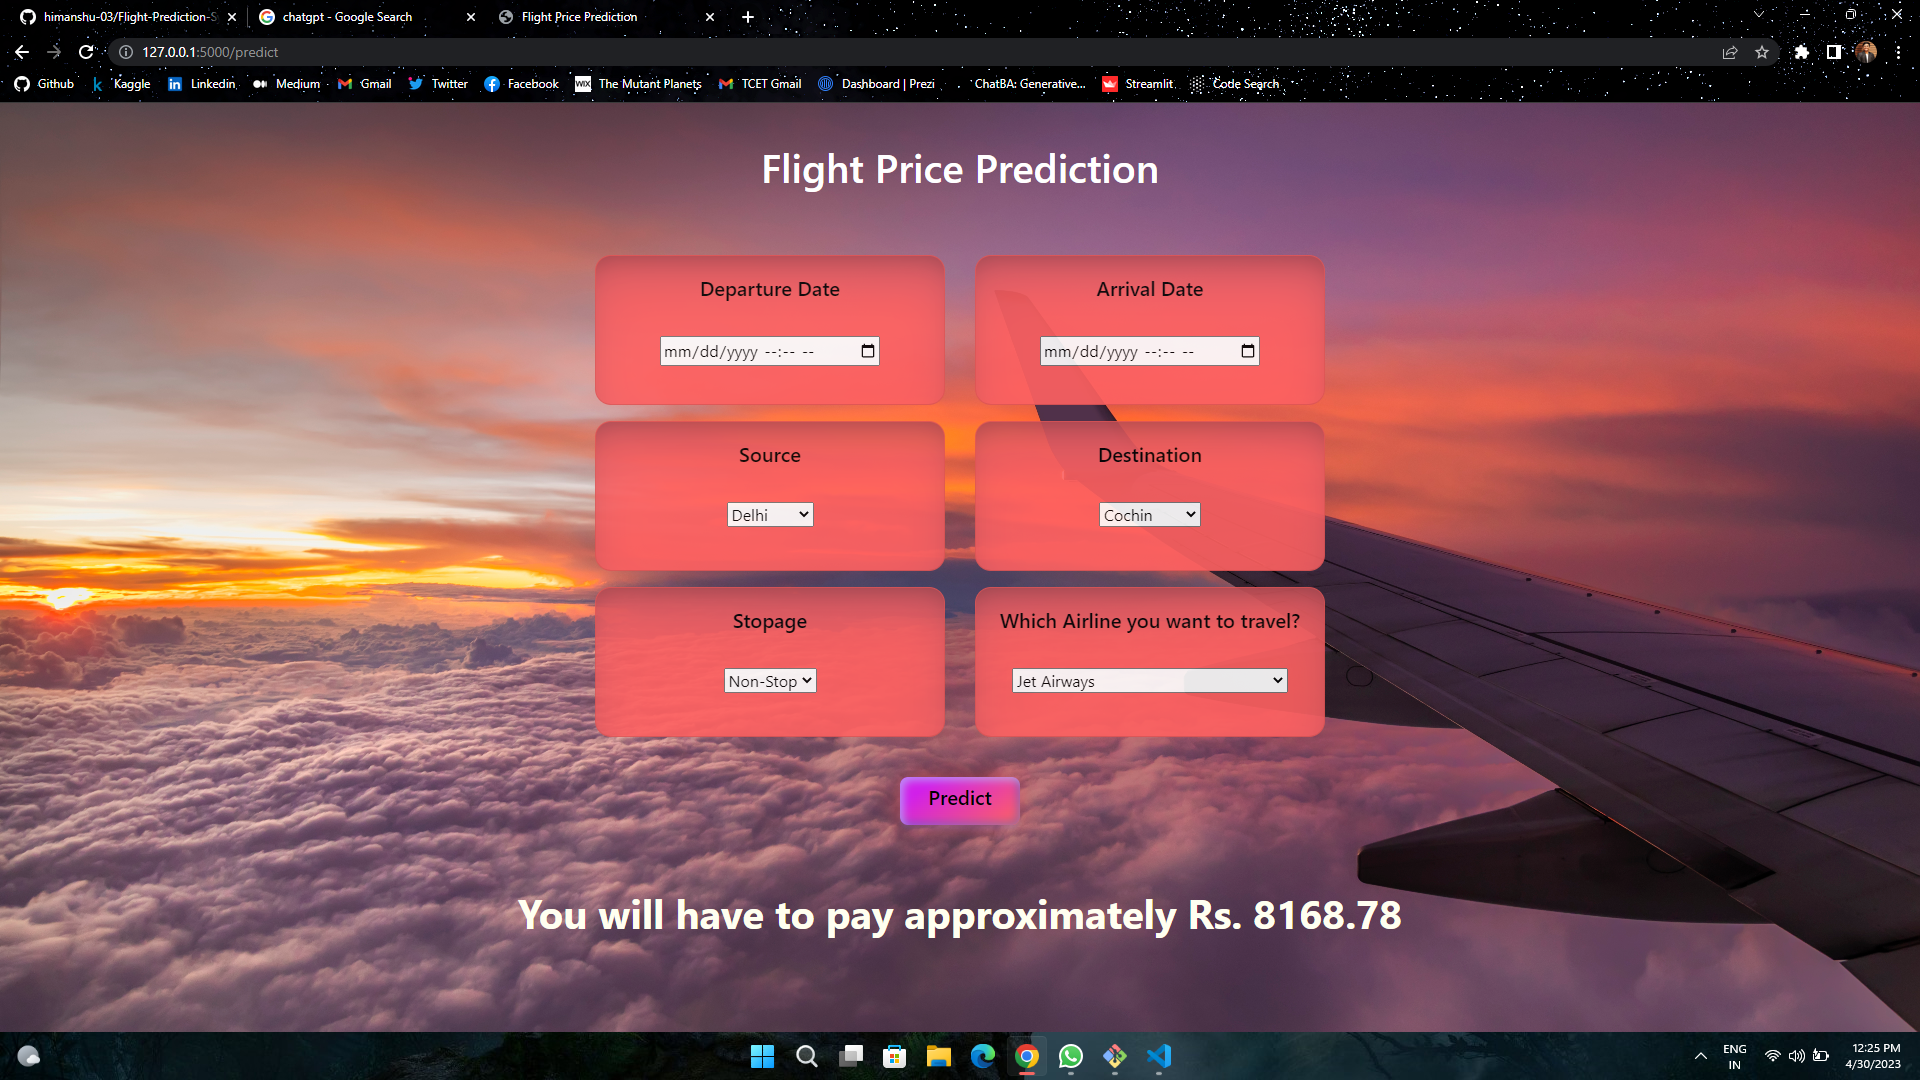 himanshu-03/Flight-Prediction-S
chatgpt - Google Search
Flight Price Prediction
127.0.0.1:5000/predict
Github
Kaggle
Linkedin
Medium
Gmail
Twitter
Facebook
WIX
The Mutant Planets
TCET Gmail
Dashboard | Prezi
ChatBA: Generative...
Streamlit
Code Search
Flight Price Prediction
Departure Date
Arrival Date
mm/dd/yyyy --:-- --
mm/dd/yyyy --:-- --
Source
Destination
Delhi
Cochin
Stopage
Which Airline you want to travel?
Non-Stop
Jet Airways
Predict
You will have to pay approximately Rs. 8168.78
ENG
IN
12:25 PM
4/30/2023